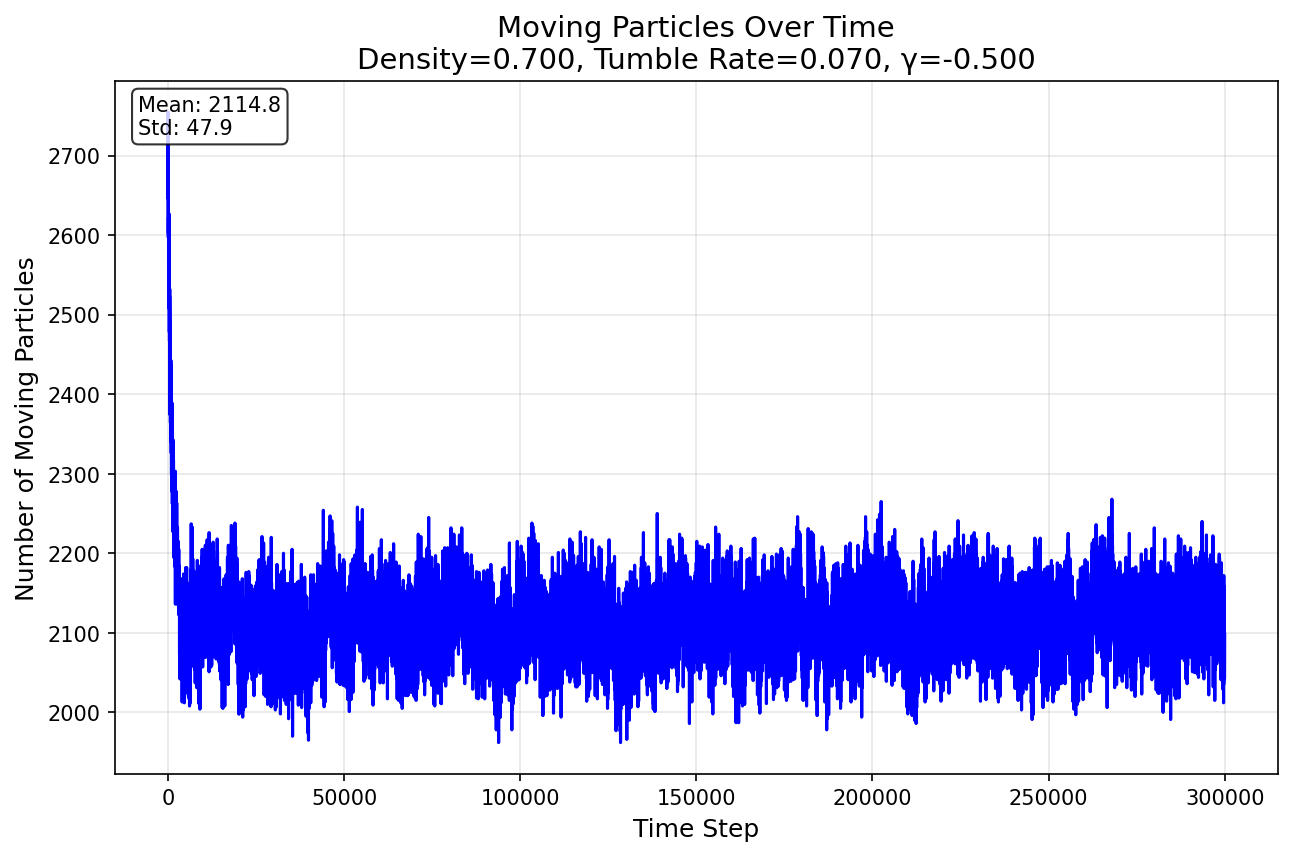 Moving Particles Over Time
Density=0.700, Tumble Rate=0.070, γ=-0.500
Mean: 2114.8
Std: 47.9
Number of Moving Particles
2700
2600
2500
2400
2300
2200
2100
2000
0
50000
100000
150000
200000
250000
300000
Time Step